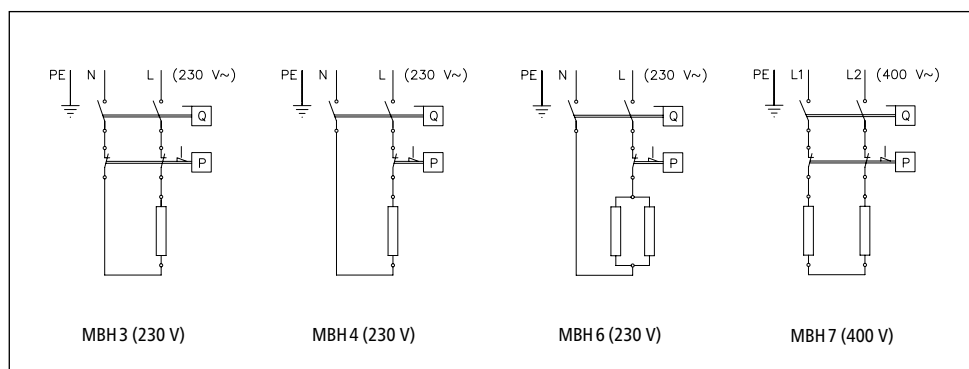 PE N L (230 V~)
Q
P
MBH 3 (230 V)
PE N L (230 V~)
Q
P
MBH 4 (230 V)
PE N L (230 V~)
Q
P
MBH 6 (230 V)
PE L1 L2 (400 V~)
Q
P
MBH 7 (400 V)